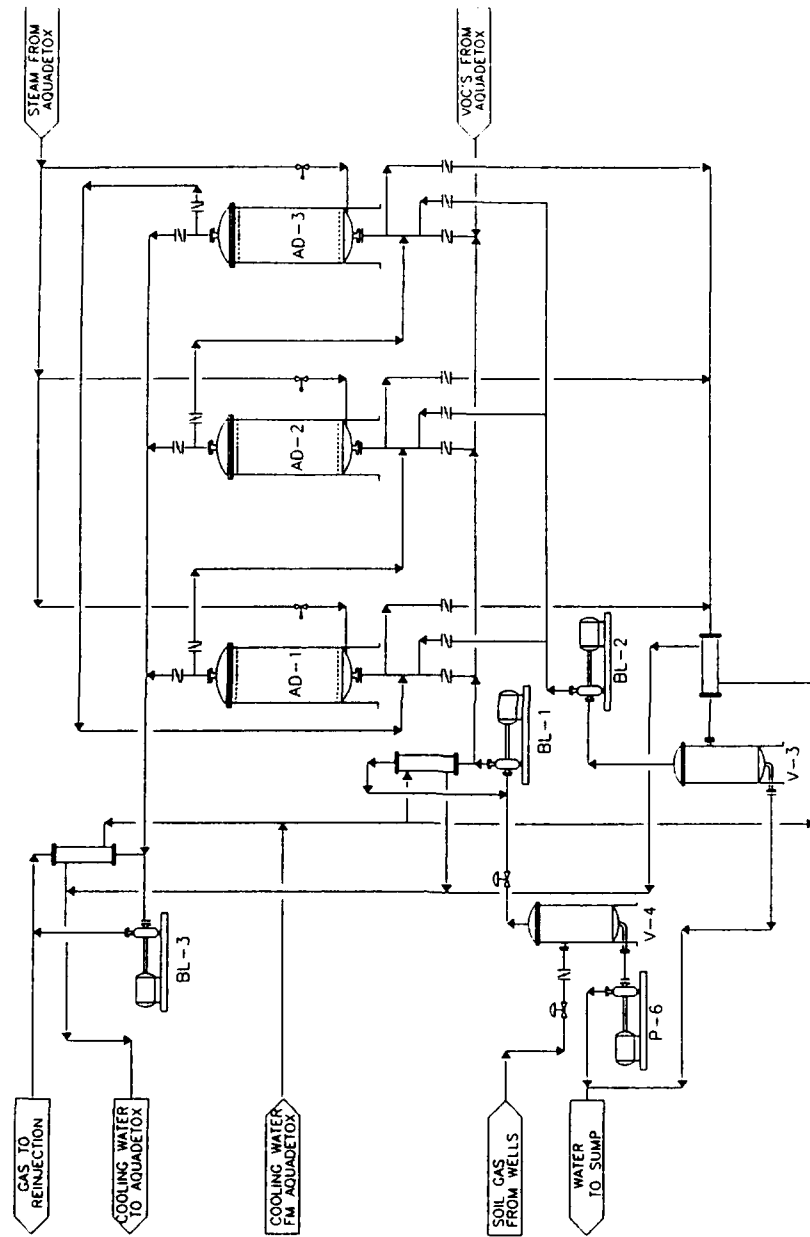 STEAM FROM
AQUADETOX
VOC'S FROM
AQUADETOX
AD-3
AD-2
AD-1
BL-2
BL-1
V-3
BL-3
V-4
P-6
GAS TO
REINJECTION
COOLING WATER
TO AQUADETOX
COOLING WATER
FM AQUADETOX
SOIL GAS
FROM WELLS
WATER
TO SUMP